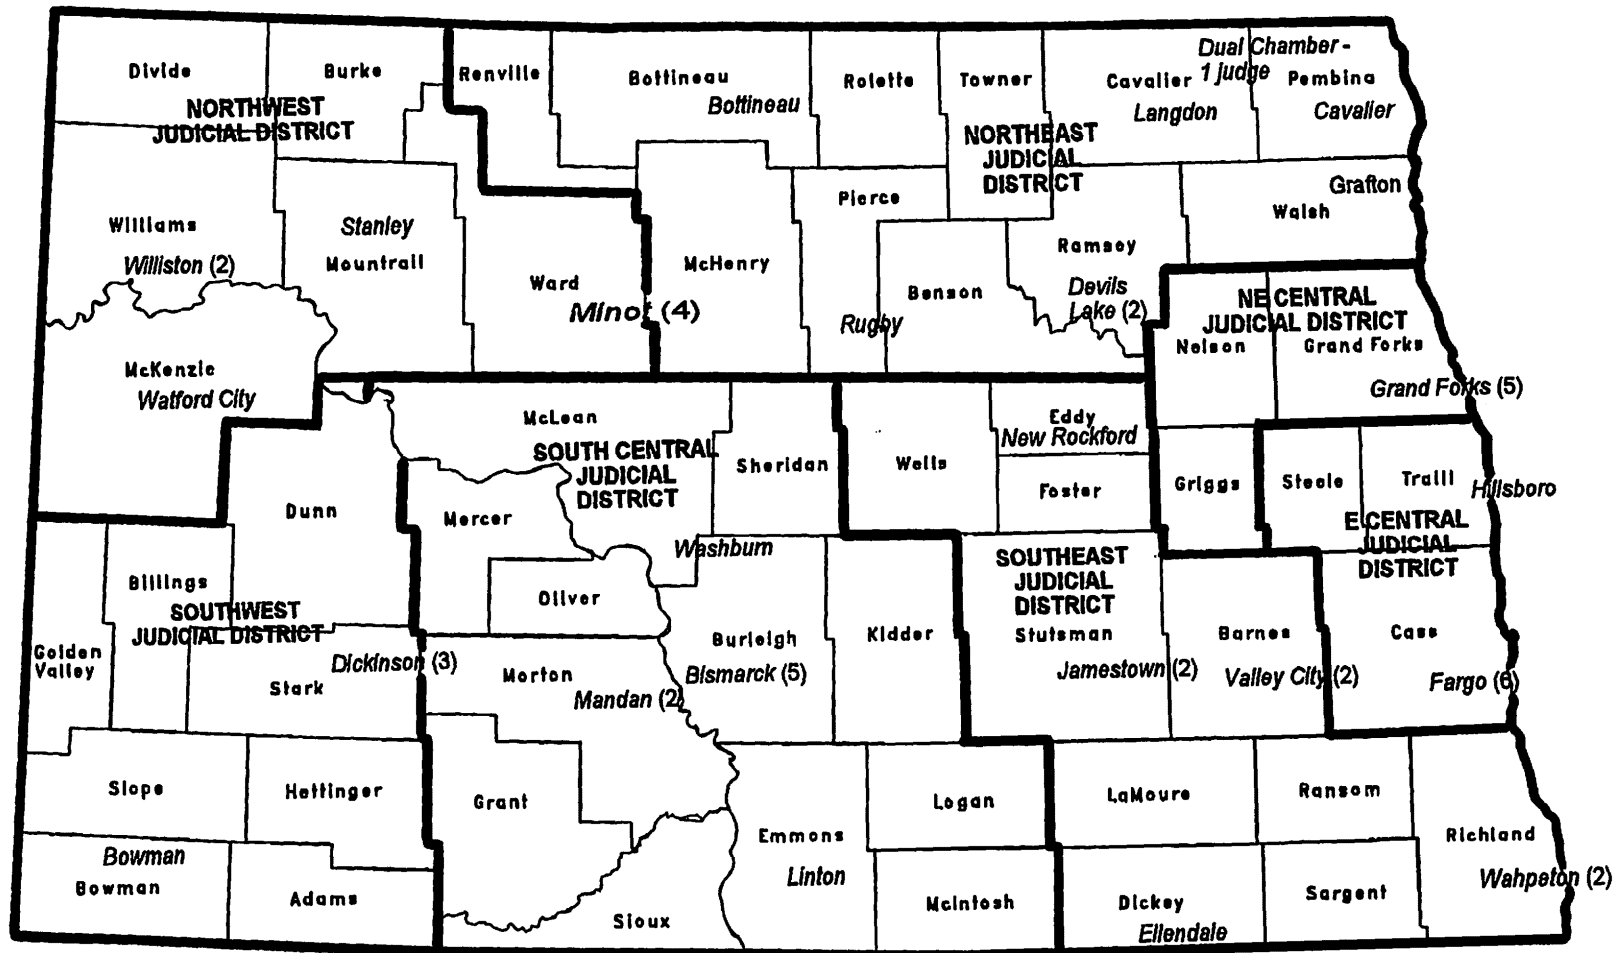 Dual Chamber -
1 judge
Divide
Burke
Renville
Bottineau
Bottineau
Rolette
Towner
Cavalier
Langdon
Pembina
Cavalier
NORTHWEST
JUDICIAL DISTRICT
NORTHEAST
JUDICIAL
DISTRICT
Grafton
Walsh
Williams
Williston (2)
Stanley
Mountrail
Ward
Minot (4)
McHenry
Pierce
Rugby
Benson
Ramsey
Devils
Lake (2)
NE CENTRAL
JUDICIAL DISTRICT
Nelson
Grand Forks
Grand Forks (5)
McKenzie
Watford City
McLean
SOUTH CENTRAL
JUDICIAL
DISTRICT
Sheridan
Wells
Eddy
New Rockford
Foster
Griggs
Steele
Traill
Hillsboro
E CENTRAL
JUDICIAL
DISTRICT
Dunn
Mercer
Washburn
Oliver
SOUTHEAST
JUDICIAL
DISTRICT
Stutsman
Jamestown (2)
Barnes
Valley City (2)
Cass
Fargo (6)
Billings
SOUTHWEST
JUDICIAL DISTRICT
Golden
Valley
Stark
Dickinson (3)
Morton
Mandan (2)
Burleigh
Bismarck (5)
Kidder
Slope
Hettinger
Grant
Emmons
Linton
Logan
LaMoure
Ransom
Richland
Wahpeton (2)
Bowman
Bowman
Adams
Sioux
McIntosh
Dickey
Ellendale
Sargent